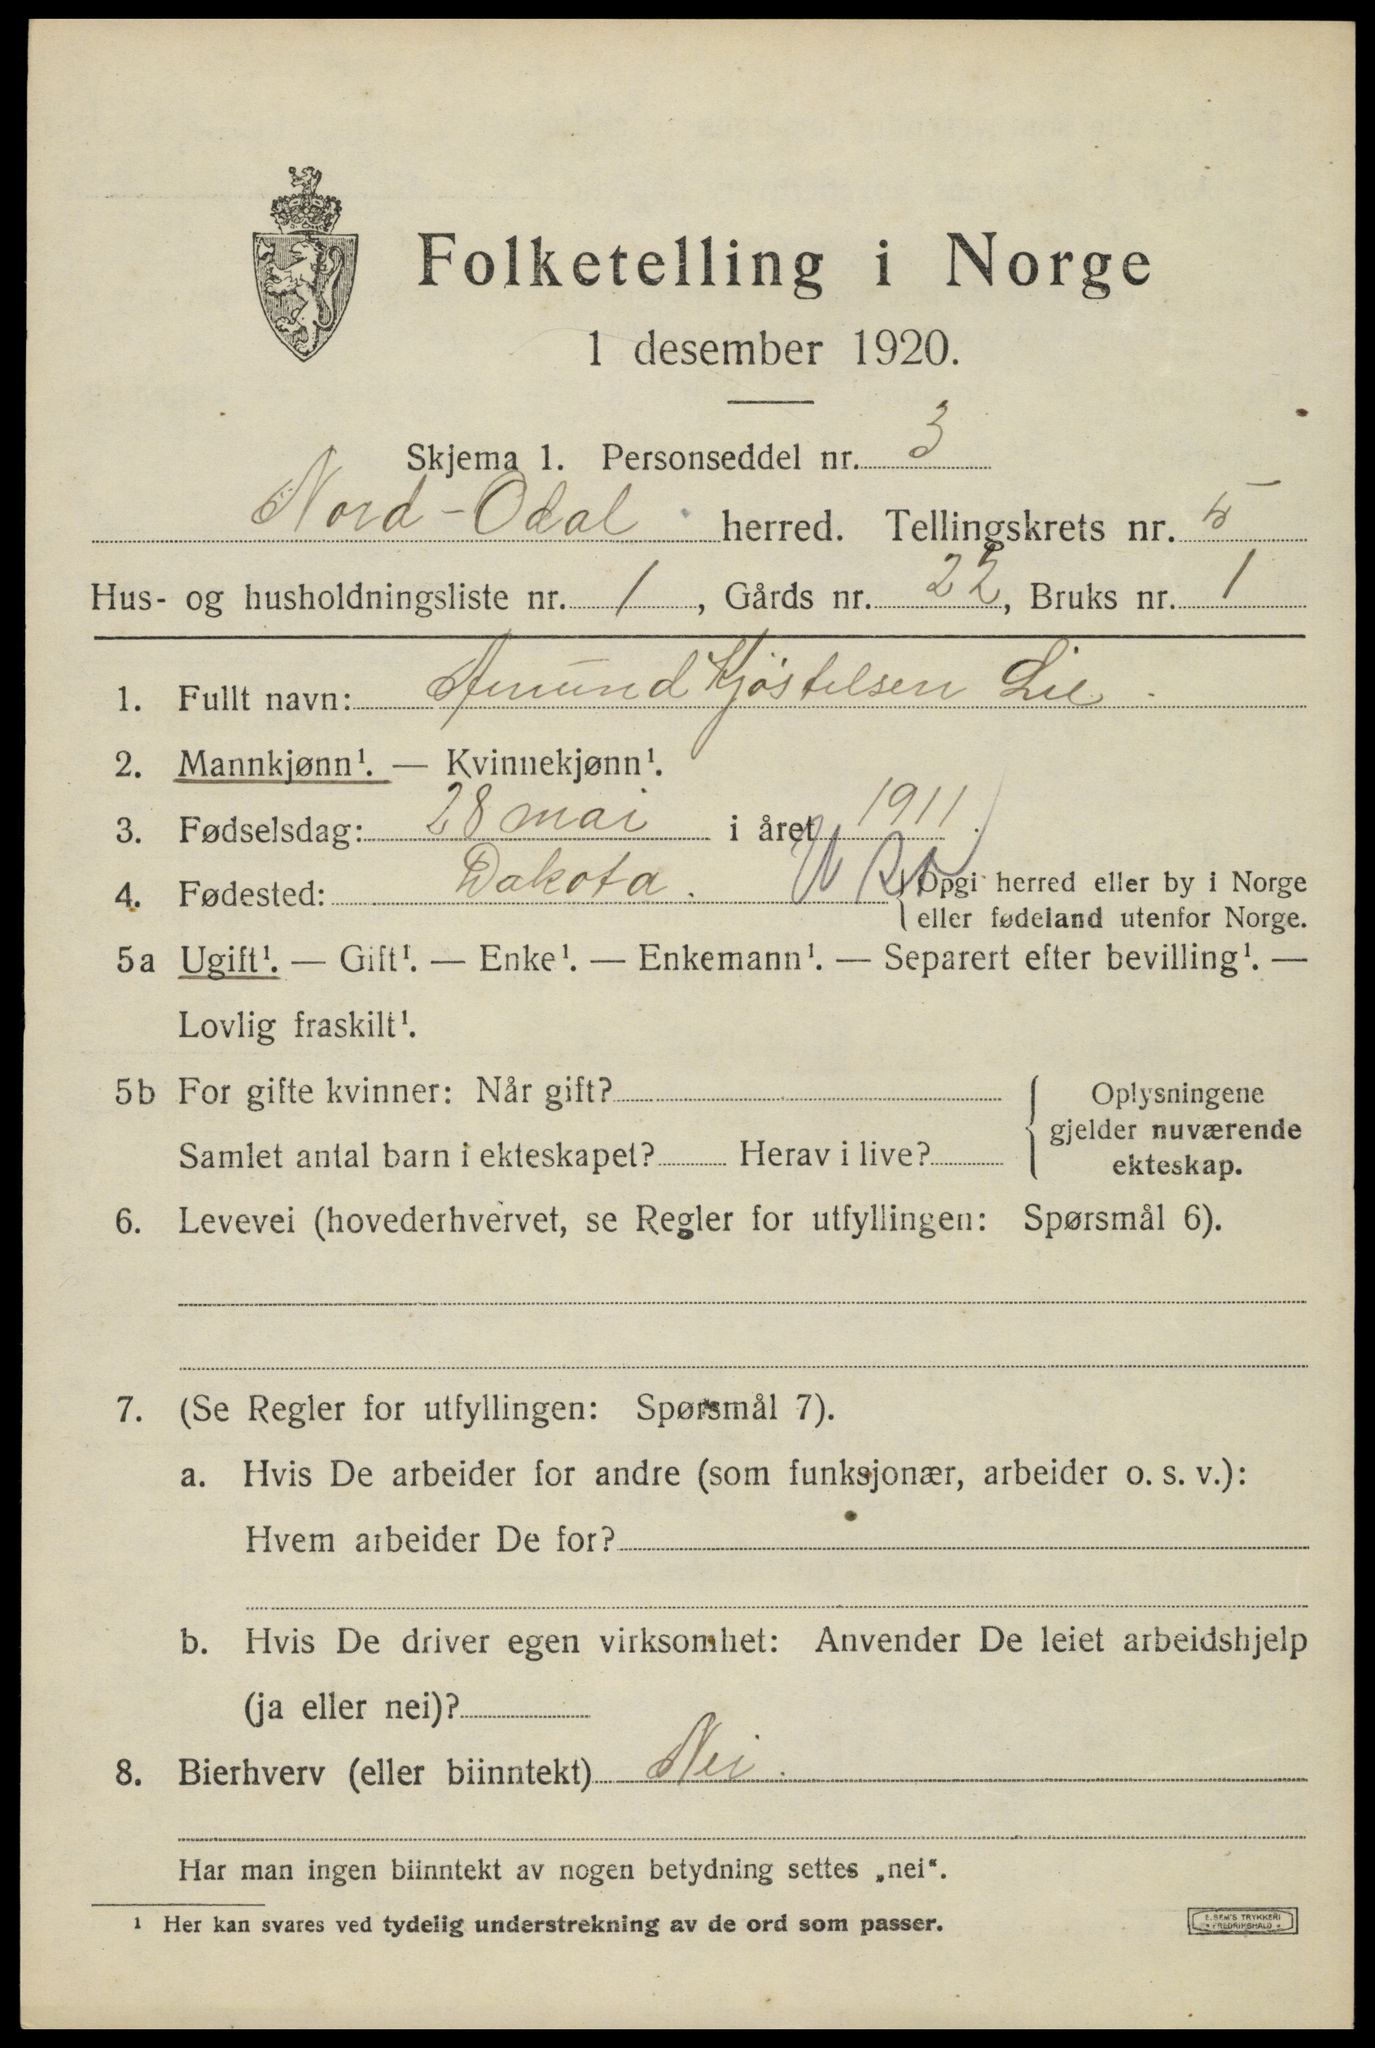 Folketelling i Norge
1 desember 1920.
Skjema 1. Personseddel nr. 3
Nord-Odal herred. Tellingskrets nr. 5
Hus- og husholdningsliste nr. 1, Gårds nr. 22, Bruks nr. 1
1. Fullt navn: Amund Kjöstelsen Lie.
2. Mannkjønn¹. — Kvinnekjønn¹.
3. Fødselsdag: 28 mai i året 1911.
4. Fødested: Dakota. { Opgi herred eller by i Norge
eller fødeland utenfor Norge.
5a Ugift¹. — Gift¹. — Enke¹. — Enkemann¹. — Separert efter bevilling¹. —
Lovlig fraskilt¹.
5b For gifte kvinner: Når gift? { Oplysningene
gjelder nuværende
Samlet antal barn i ekteskapet? Herav i live? ekteskap.
6. Levevei (hovederhvervet, se Regler for utfyllingen: Spørsmål 6).
7. (Se Regler for utfyllingen: Spørsmål 7).
a. Hvis De arbeider for andre (som funksjonær, arbeider o. s. v.):
Hvem arbeider De for?
b. Hvis De driver egen virksomhet: Anvender De leiet arbeidshjelp
(ja eller nei)?
8. Bierhverv (eller biinntekt) Nei.
Har man ingen biinntekt av nogen betydning settes „nei“.
¹ Her kan svares ved tydelig understrekning av de ord som passer.
E. SEM'S TRYKKERI
FREDRIKSHALD